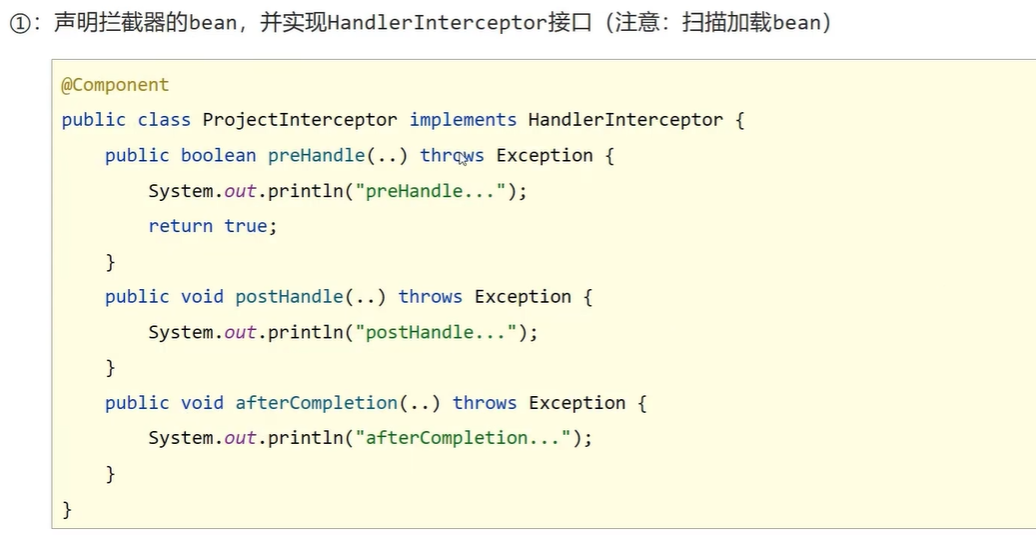 ①：声明拦截器的bean，并实现HandlerInterceptor接口（注意：扫描加载bean）
@Component
public class ProjectInterceptor implements HandlerInterceptor {
    public boolean preHandle(..) throws Exception {
        System.out.println("preHandle...");
        return true;
    }
    public void postHandle(..) throws Exception {
        System.out.println("postHandle...");
    }
    public void afterCompletion(..) throws Exception {
        System.out.println("afterCompletion...");
    }
}